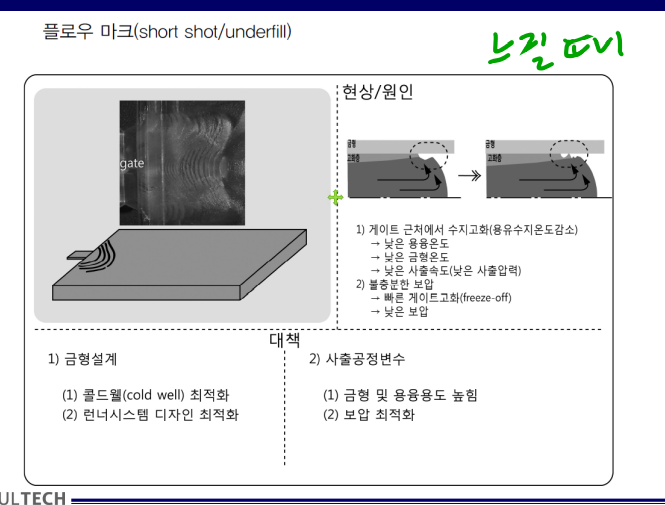 플로우 마크(short shot/underfill)
gate
현상/원인
금형
고화층
금형
고화층
1) 게이트 근처에서 수지고화(용유수지온도감소)
→ 낮은 용융온도
→ 낮은 금형온도
→ 낮은 사출속도(낮은 사출압력)
2) 불충분한 보압
→ 빠른 게이트고화(freeze-off)
→ 낮은 보압
대책
1) 금형설계
(1) 콜드웰(cold well) 최적화
(2) 런너시스템 디자인 최적화
2) 사출공정변수
(1) 금형 및 용융용도 높힘
(2) 보압 최적화
ULTECH